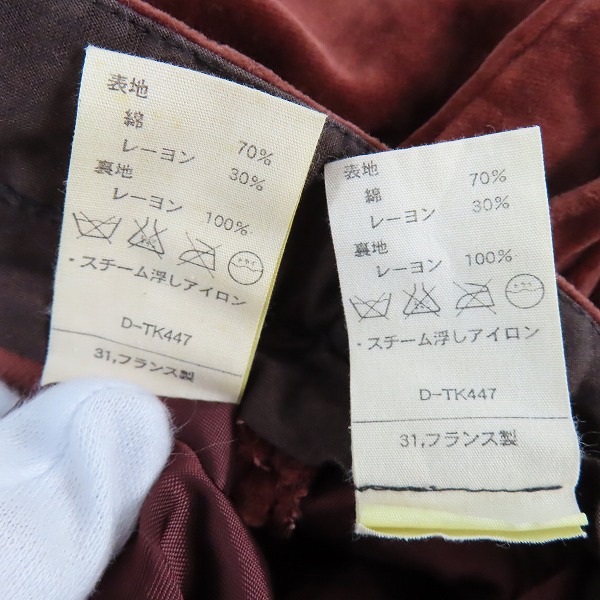 表地
綿 70%
レーヨン 30%
裏地
レーヨン 100%
・スチーム浮しアイロン
D-TK447
31,フランス製
表地
綿 70%
レーヨン 30%
裏地
レーヨン 100%
・スチーム浮しアイロン
D-TK447
31,フランス製